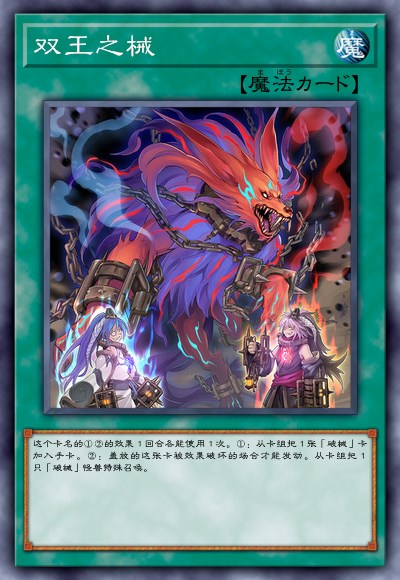 双王之械
魔
【魔法カード】
まほう
这个卡名的①②的效果1回合各能使用1次。①：从卡组把1张「破械」卡
加入手卡。②：盖放的这张卡被效果破坏的场合才能发动。从卡组把1
只「破械」怪兽特殊召唤。